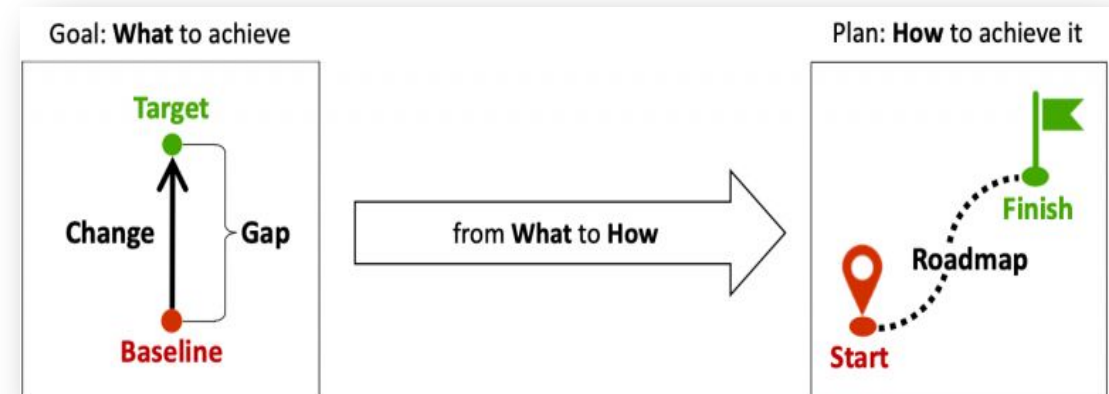 Goal: What to achieve
Target
Change
Gap
Baseline
from What to How
Plan: How to achieve it
Finish
Roadmap
Start